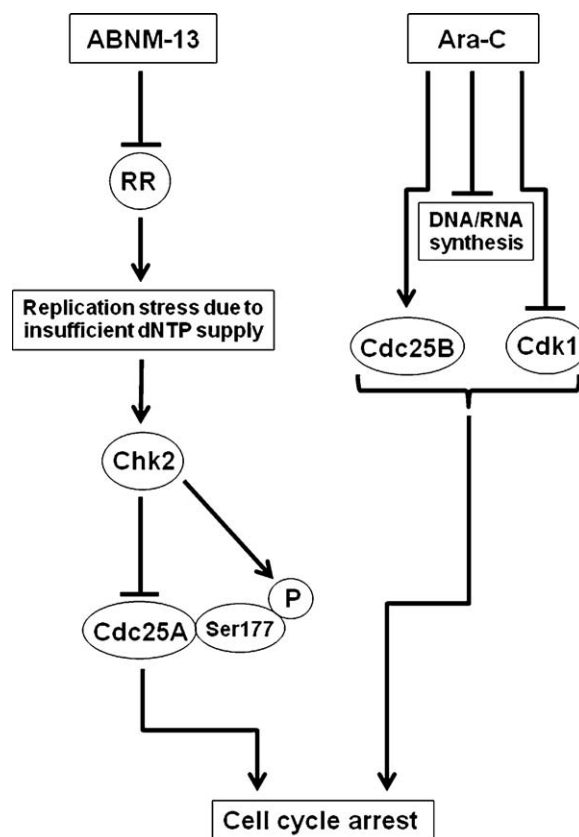 ABNM-13
Ara-C
RR
DNA/RNA
synthesis
Replication stress due to
insufficient dNTP supply
Cdc25B
Cdk1
Chk2
P
Cdc25A
Ser177
Cell cycle arrest